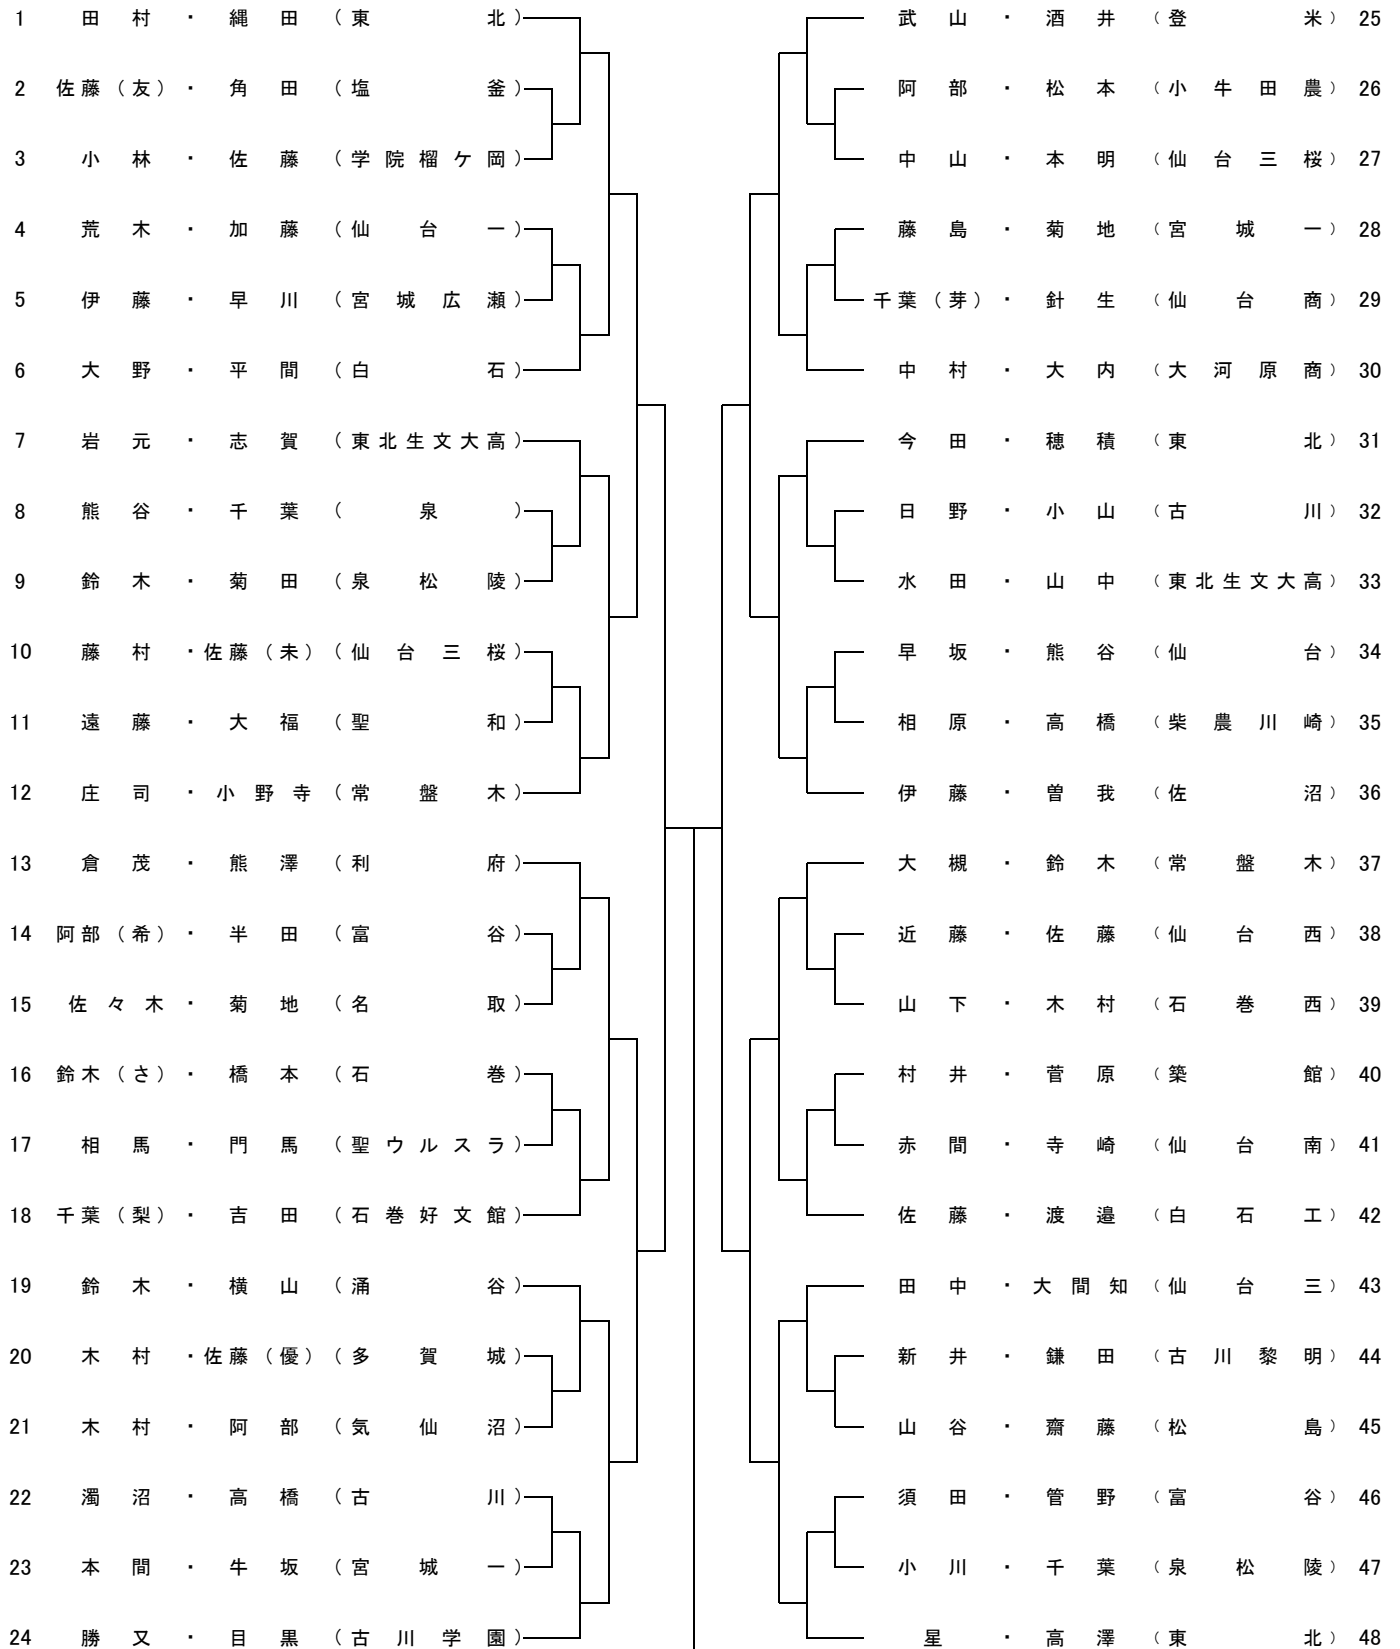 1 田村・縄田（東北）
2 佐藤（友）・角田（塩釜）
3 小林・佐藤（学院榴ケ岡）
4 荒木・加藤（仙台一）
5 伊藤・早川（宮城広瀬）
6 大野・平間（白石）
7 岩元・志賀（東北生文大高）
8 熊谷・千葉（泉）
9 鈴木・菊田（泉松陵）
10 藤村・佐藤（未）（仙台三桜）
11 遠藤・大福（聖和）
12 庄司・小野寺（常盤木）
13 倉茂・熊澤（利府）
14 阿部（希）・半田（富谷）
15 佐々木・菊地（名取）
16 鈴木（さ）・橋本（石巻）
17 相馬・門馬（聖ウルスラ）
18 千葉（梨）・吉田（石巻好文館）
19 鈴木・横山（涌谷）
20 木村・佐藤（優）（多賀城）
21 木村・阿部（気仙沼）
22 濁沼・高橋（古川）
23 本間・牛坂（宮城一）
24 勝又・目黒（古川学園）
武山・酒井（登米）25
阿部・松本（小牛田農）26
中山・本明（仙台三桜）27
藤島・菊地（宮城一）28
千葉（芽）・針生（仙台商）29
中村・大内（大河原商）30
今田・穂積（東北）31
日野・小山（古川）32
水田・山中（東北生文大高）33
早坂・熊谷（仙台）34
相原・高橋（柴農川崎）35
伊藤・曽我（佐沼）36
大槻・鈴木（常盤木）37
近藤・佐藤（仙台西）38
山下・木村（石巻西）39
村井・菅原（築館）40
赤間・寺崎（仙台南）41
佐藤・渡邉（白石工）42
田中・大間知（仙台三）43
新井・鎌田（古川黎明）44
山谷・齋藤（松島）45
須田・管野（富谷）46
小川・千葉（泉松陵）47
星・高澤（東北）48